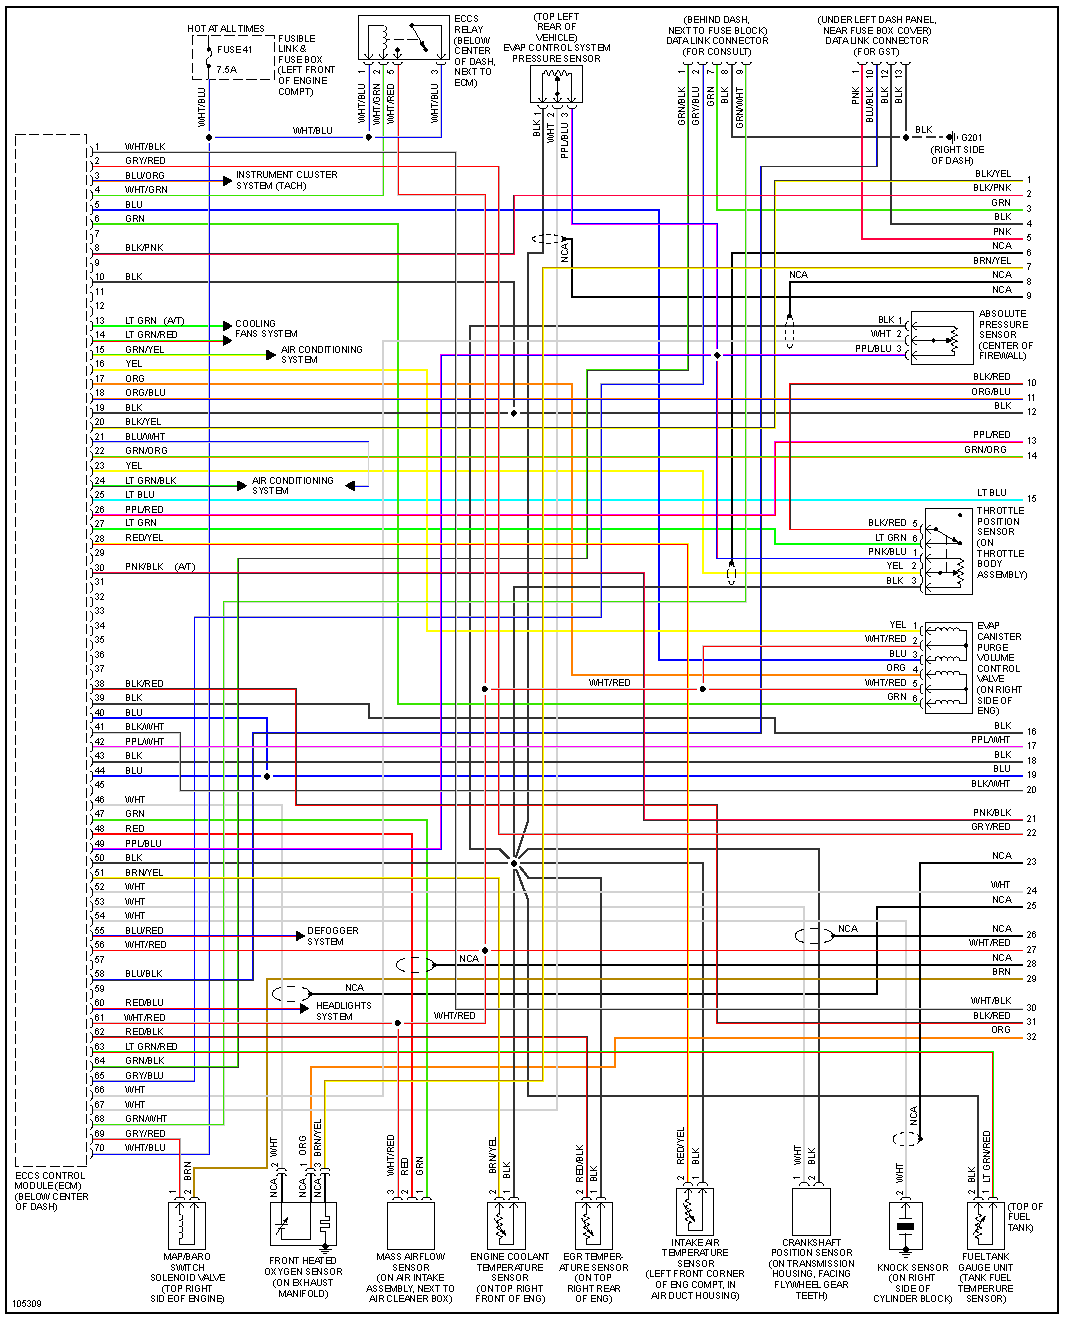 HOT AT ALL TIMES
FUSE 41
7.5A
FUSIBLE
LINK &
FUSE BOX
(LEFT FRONT
OF ENGINE
COMPT)
WHT/BLU
WHT/BLU
ECCS
RELAY
(BELOW
CENTER
OF DASH,
NEXT TO
ECM)
1
2
5
3
WHT/BLU
WHT/GRN
WHT/RED
WHT/BLU
(TOP LEFT
REAR OF
VEHICLE)
EVAP CONTROL SYSTEM
PRESSURE SENSOR
BLK 1
WHT 2
PPL/BLU 3
(BEHIND DASH,
NEXT TO FUSE BLOCK)
DATA LINK CONNECTOR
(FOR CONSULT)
GRN/BLK 1
GRY/BLU 2
GRN 7
BLK 8
GRN/WHT 9
(UNDER LEFT DASH PANEL,
NEAR FUSE BOX COVER)
DATA LINK CONNECTOR
(FOR GST)
PNK 1
BLU/BLK 10
BLK 12
BLK 13
BLK
G201
(RIGHT SIDE
OF DASH)
1 WHT/BLK
2 GRY/RED
3 BLU/ORG
INSTRUMENT CLUSTER
SYSTEM (TACH)
4 WHT/GRN
5 BLU
6 GRN
7
8 BLK/PNK
9
10 BLK
11
12
13 LT GRN (A/T)
COOLING
FANS SYSTEM
14 LT GRN/RED
15 GRN/YEL
AIR CONDITIONING
SYSTEM
16 YEL
17 ORG
18 ORG/BLU
19 BLK
20 BLK/YEL
21 BLU/WHT
22 GRN/ORG
23 YEL
24 LT GRN/BLK
AIR CONDITIONING
SYSTEM
25 LT BLU
26 PPL/RED
27 LT GRN
28 RED/YEL
29
30 PNK/BLK (A/T)
31
32
33
34
35
36
37
38 BLK/RED
39 BLK
40 BLU
41 BLK/WHT
42 PPL/WHT
43 BLK
44 BLU
45
46 WHT
47 GRN
48 RED
49 PPL/BLU
50 BLK
51 BRN/YEL
52 WHT
53 WHT
54 WHT
55 BLU/RED
DEFOGGER
SYSTEM
56 WHT/RED
57
58 BLU/BLK
59
60 RED/BLU
HEADLIGHTS
SYSTEM
61 WHT/RED
62 RED/BLK
63 LT GRN/RED
64 GRN/BLK
65 GRY/BLU
66 WHT
67 WHT
68 GRN/WHT
69 GRY/RED
70 WHT/BLU
ECCS CONTROL
MODULE (ECM)
(BELOW CENTER
OF DASH)
NCA
NCA
NCA
NCA
NCA
WHT/RED
WHT/RED
BLK/YEL 1
BLK/PNK 2
GRN 3
BLK 4
PNK 5
NCA 6
BRN/YEL 7
NCA 8
NCA 9
BLK 1
WHT 2
PPL/BLU 3
ABSOLUTE
PRESSURE
SENSOR
(CENTER OF
FIREWALL)
BLK/RED 10
ORG/BLU 11
BLK 12
PPL/RED 13
GRN/ORG 14
LT BLU 15
BLK/RED 5
LT GRN 6
PNK/BLU 1
YEL 2
BLK 3
THROTTLE
POSITION
SENSOR
(ON
THROTTLE
BODY
ASSEMBLY)
YEL 1
WHT/RED 2
BLU 3
ORG 4
WHT/RED 5
GRN 6
EVAP
CANISTER
PURGE
VOLUME
CONTROL
VALVE
(ON RIGHT
SIDE OF
ENG)
BLK 16
PPL/WHT 17
BLK 18
BLU 19
BLK/WHT 20
PNK/BLK 21
GRY/RED 22
NCA 23
WHT 24
NCA 25
NCA 26
WHT/RED 27
NCA 28
BRN 29
WHT/BLK 30
BLK/RED 31
ORG 32
1
BRN 2
MAP/BARO
SWITCH
SOLENOID VALVE
(TOP RIGHT
SIDE OF ENGINE)
WHT
ORG
BRN/YEL
NCA 2
NCA 1
NCA 3
FRONT HEATED
OXYGEN SENSOR
(ON EXHAUST
MANIFOLD)
WHT/RED 3
RED 2
GRN 1
MASS AIRFLOW
SENSOR
(ON AIR INTAKE
ASSEMBLY, NEXT TO
AIR CLEANER BOX)
BRN/YEL 2
BLK 1
ENGINE COOLANT
TEMPERATURE
SENSOR
(ON TOP RIGHT
FRONT OF ENG)
RED/BLK 2
BLK 1
EGR TEMPER-
ATURE SENSOR
(ON TOP
RIGHT REAR
OF ENG)
RED/YEL 2
BLK 1
INTAKE AIR
TEMPERATURE
SENSOR
(LEFT FRONT CORNER
OF ENG COMPT, IN
AIR DUCT HOUSING)
WHT 1
BLK 2
CRANKSHAFT
POSITION SENSOR
(ON TRANSMISSION
HOUSING, FACING
FLYWHEEL GEAR
TEETH)
NCA
WHT 2
KNOCK SENSOR
(ON RIGHT
SIDE OF
CYLINDER BLOCK)
BLK 2
LT GRN/RED 1
(TOP OF
FUEL
TANK)
FUEL TANK
GAUGE UNIT
(TANK FUEL
TEMPERURE
SENSOR)
105309